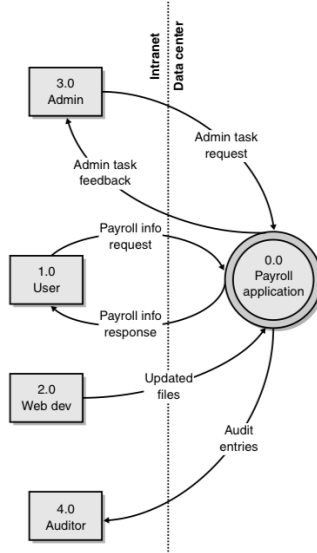 Intranet
Data center
3.0
Admin
Admin task
request
Admin task
feedback
Payroll info
request
0.0
Payroll
application
1.0
User
Payroll info
response
2.0
Web dev
Updated
files
Audit
entries
4.0
Auditor